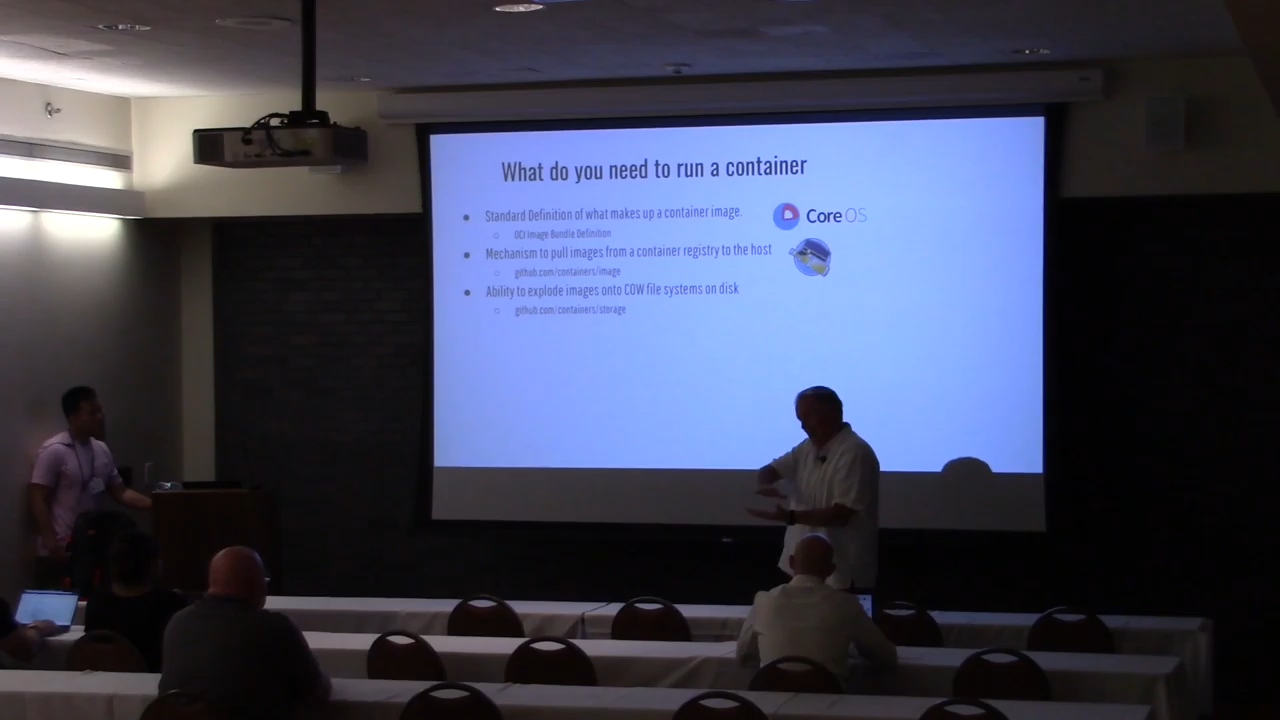 What do you need to run a container
Standard Definition of what makes up a container image.
OCI Image Bundle Definition
Mechanism to pull images from a container registry to the host
github.com/containers/image
Ability to explode images onto COW file systems on disk
github.com/containers/storage
Core OS